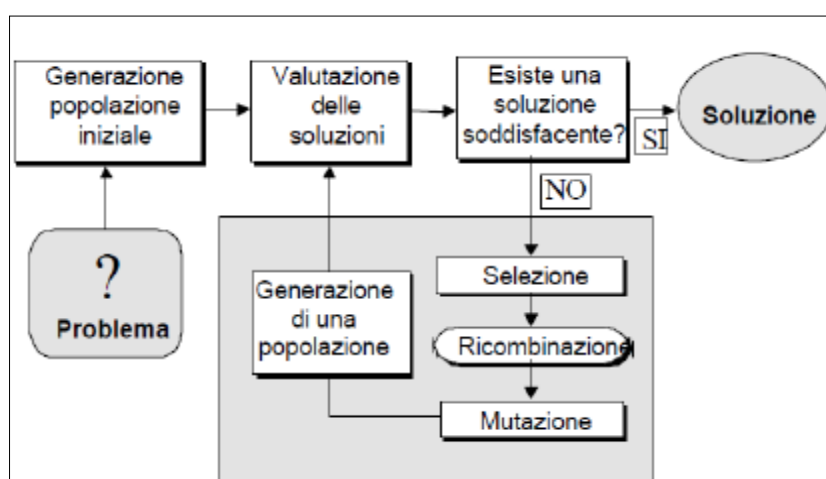 Generazione
popolazione
iniziale
Valutazione
delle
soluzioni
Esiste una
soluzione
soddisfacente?
SI
Soluzione
NO
?
Problema
Generazione
di una
popolazione
Selezione
Ricombinazione
Mutazione